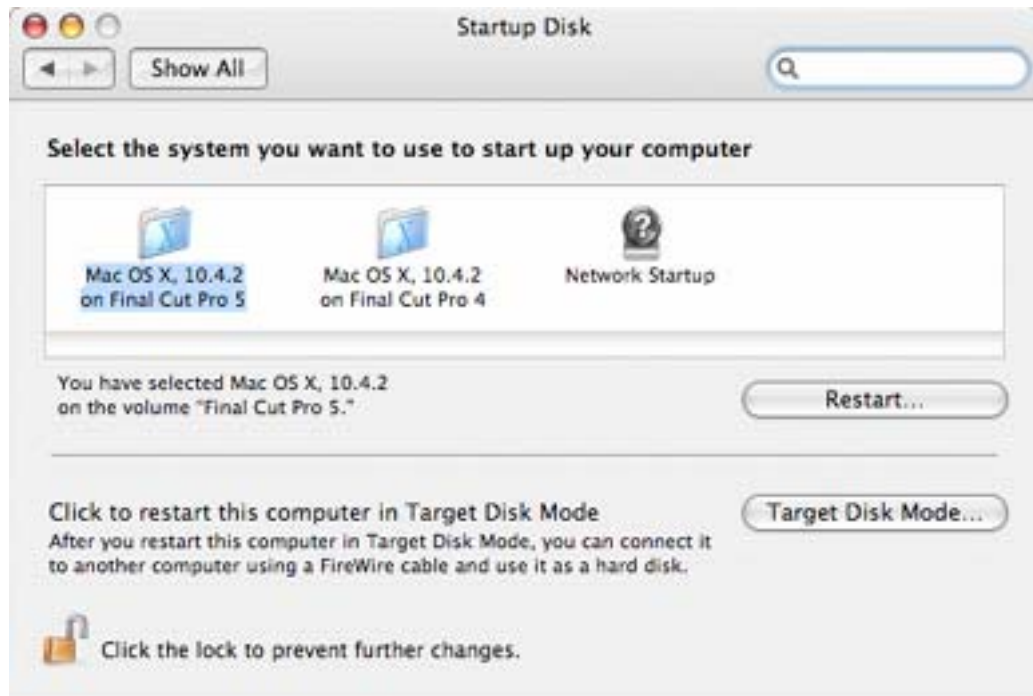 Startup Disk
Show All
Select the system you want to use to start up your computer
Mac OS X, 10.4.2
on Final Cut Pro 5
Mac OS X, 10.4.2
on Final Cut Pro 4
Network Startup
You have selected Mac OS X, 10.4.2
on the volume "Final Cut Pro 5."
Restart...
Click to restart this computer in Target Disk Mode
After you restart this computer in Target Disk Mode, you can connect it
to another computer using a FireWire cable and use it as a hard disk.
Target Disk Mode...
Click the lock to prevent further changes.